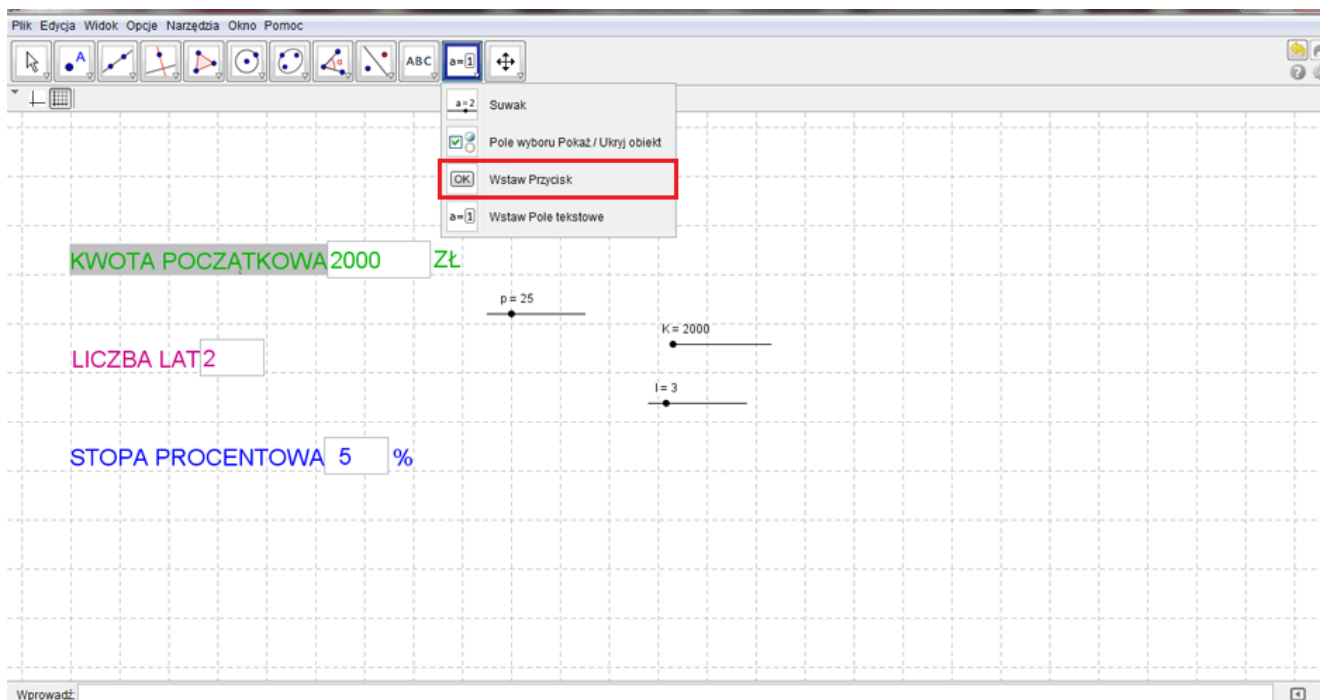 Plik Edycja Widok Opcje Narzędzia Okno Pomoc
A
ABC
a=1
a=2 Suwak
Pole wyboru Pokaż / Ukryj obiekt
OK Wstaw Przycisk
a=1 Wstaw Pole tekstowe
KWOTA POCZĄTKOWA 2000 ZŁ
p = 25
K = 2000
LICZBA LAT 2
l = 3
STOPA PROCENTOWA 5 %
Wprowadź: